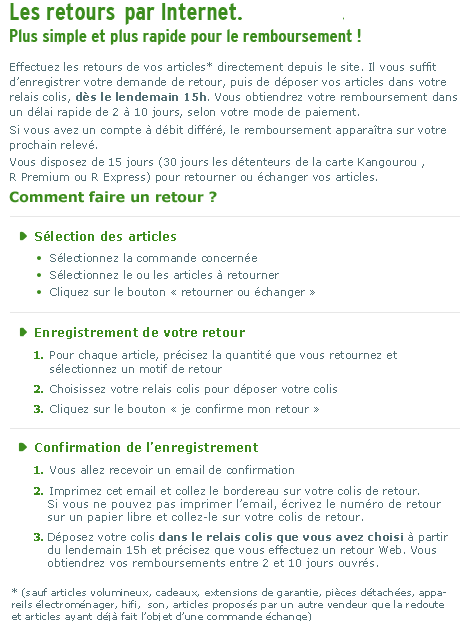 Les retours par Internet.
Plus simple et plus rapide pour le remboursement !
Effectuez les retours de vos articles* directement depuis le site. Il vous suffit
d'enregistrer votre demande de retour, puis de déposer vos articles dans votre
relais colis, dès le lendemain 15h. Vous obtiendrez votre remboursement dans
un délai rapide de 2 à 10 jours, selon votre mode de paiement.
Si vous avez un compte à débit différé, le remboursement apparaîtra sur votre
prochain relevé.
Vous disposez de 15 jours (30 jours les détenteurs de la carte Kangourou ,
R Premium ou R Express) pour retourner ou échanger vos articles.
Comment faire un retour ?
Sélection des articles
• Sélectionnez la commande concernée
• Sélectionnez le ou les articles à retourner
• Cliquez sur le bouton « retourner ou échanger »
Enregistrement de votre retour
1. Pour chaque article, précisez la quantité que vous retournez et
sélectionnez un motif de retour
2. Choisissez votre relais colis pour déposer votre colis
3. Cliquez sur le bouton « je confirme mon retour »
Confirmation de l'enregistrement
1. Vous allez recevoir un email de confirmation
2. Imprimez cet email et collez le bordereau sur votre colis de retour.
Si vous ne pouvez pas imprimer l'email, écrivez le numéro de retour
sur un papier libre et collez-le sur votre colis de retour.
3. Déposez votre colis dans le relais colis que vous avez choisi à partir
du lendemain 15h et précisez que vous effectuez un retour Web. Vous
obtiendrez vos remboursements entre 2 et 10 jours ouvrés.
* (sauf articles volumineux, cadeaux, extensions de garantie, pièces détachées, appa-
reils électroménager, hifi, son, articles proposés par un autre vendeur que la redoute
et articles ayant déjà fait l'objet d'une commande échange)